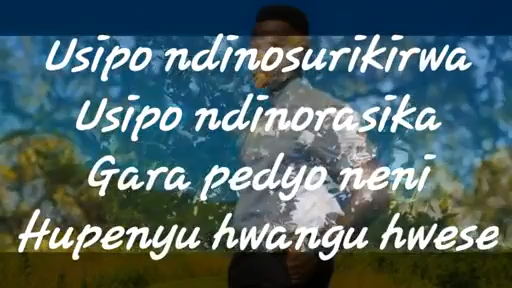 Usipo ndinosurikirwa
Usipo ndinorasika
Gara pedyo neni
Hupenyu hwangu hwese